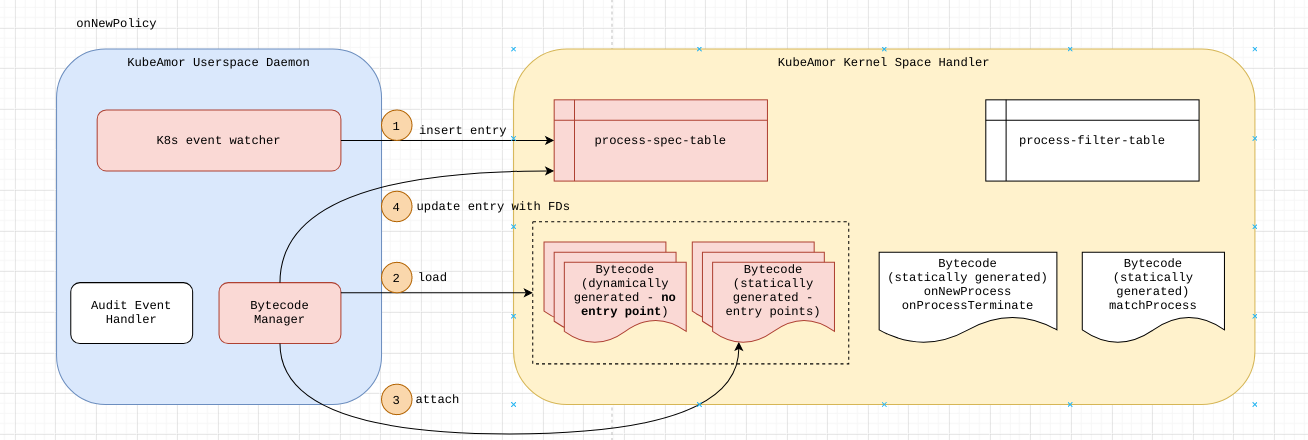 onNewPolicy
KubeAmor Userspace Daemon
K8s event watcher
Audit Event
Handler
Bytecode
Manager
1
insert entry
4
update entry with FDs
2
load
3
attach
KubeAmor Kernel Space Handler
process-spec-table
process-filter-table
Bytecode
(dynamically
generated - no
entry point)
Bytecode
(statically
generated -
entry points)
Bytecode
(statically generated)
onNewProcess
onProcessTerminate
Bytecode
(statically
generated)
matchProcess